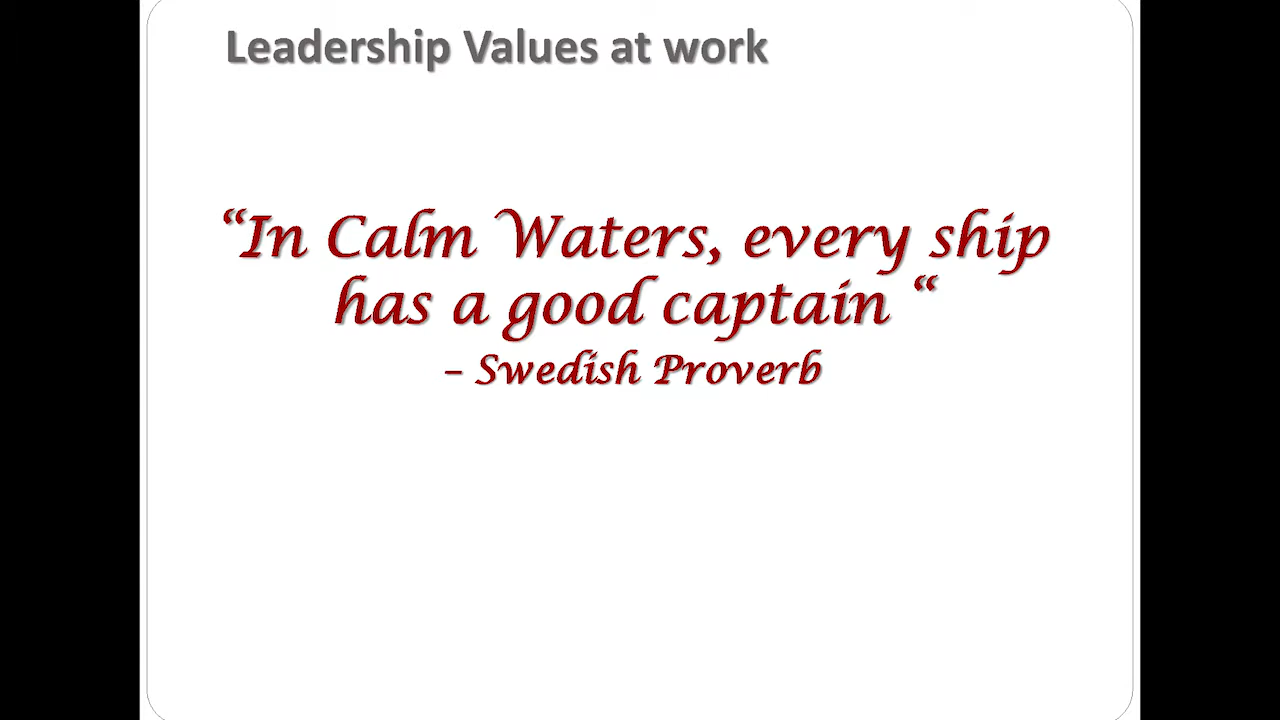 Leadership Values at work
“In Calm Waters, every ship
has a good captain “
– Swedish Proverb